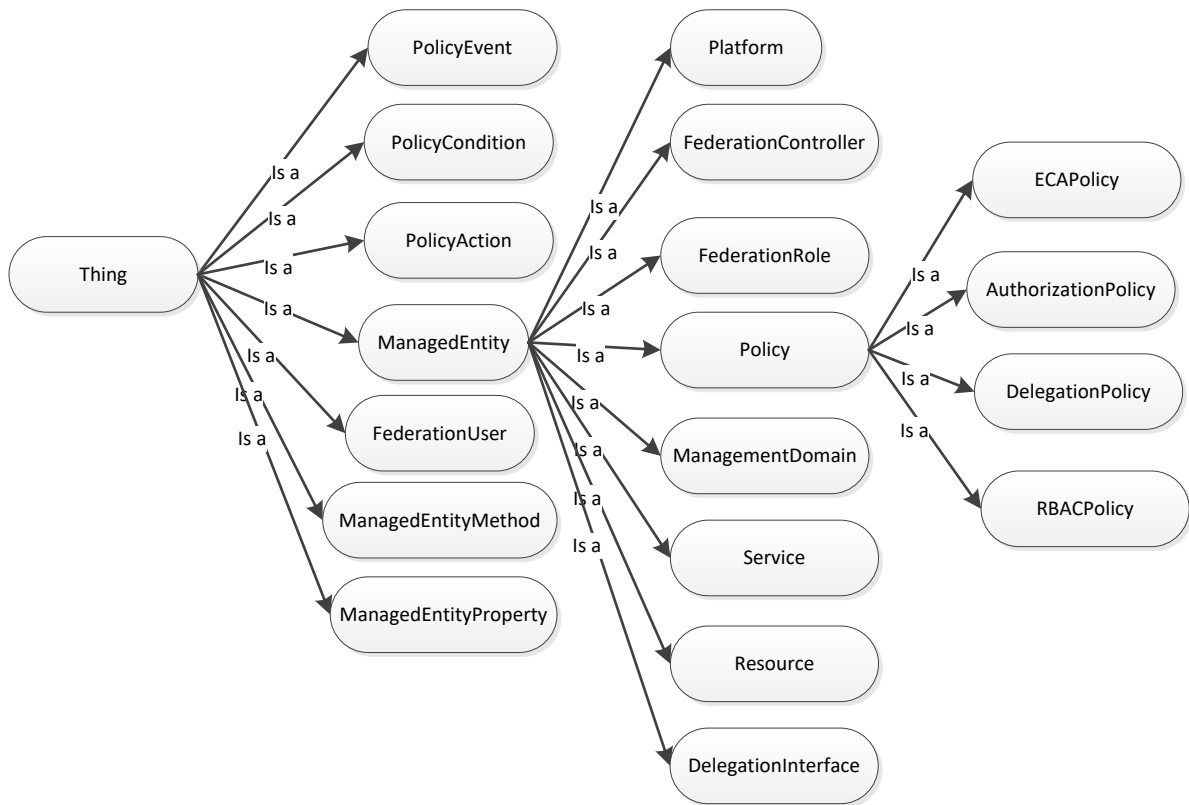 Thing
Is a
Is a
Is a
Is a
Is a
Is a
Is a
PolicyEvent
PolicyCondition
PolicyAction
ManagedEntity
FederationUser
ManagedEntityMethod
ManagedEntityProperty
Is a
Is a
Is a
Is a
Is a
Is a
Is a
Is a
Platform
FederationController
FederationRole
Policy
ManagementDomain
Service
Resource
DelegationInterface
Is a
Is a
Is a
Is a
ECAPolicy
AuthorizationPolicy
DelegationPolicy
RBACPolicy